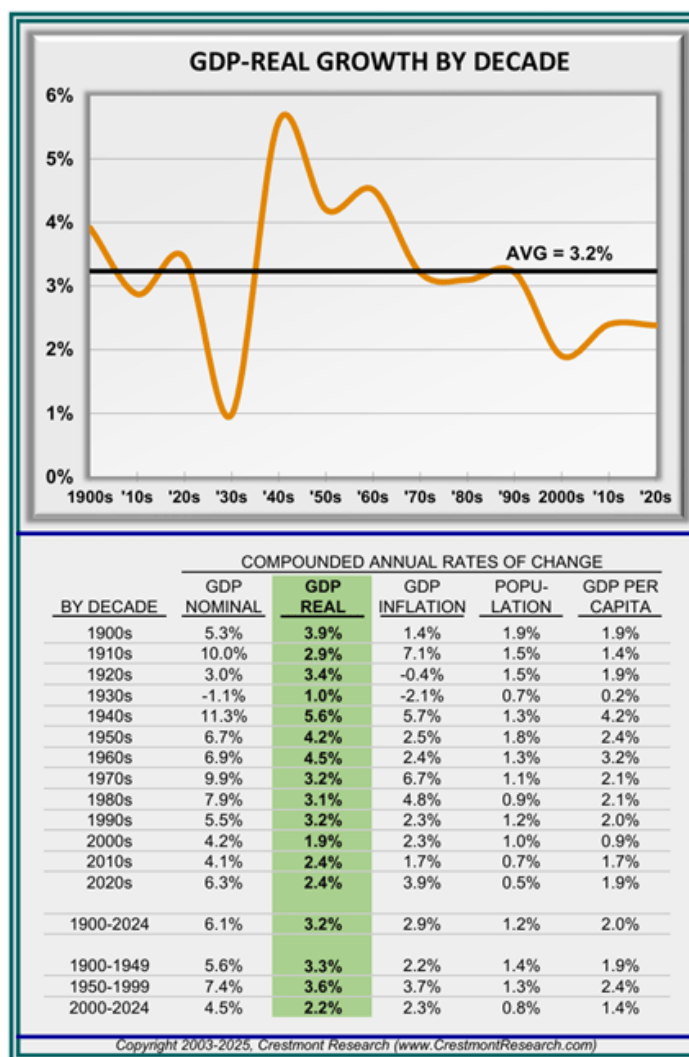 GDP-REAL GROWTH BY DECADE
6%
5%
4%
AVG = 3.2%
3%
2%
1%
0%
1900s '10s '20s '30s '40s '50s '60s '70s '80s '90s 2000s '10s '20s
COMPOUNDED ANNUAL RATES OF CHANGE
GDP GDP GDP POPU- GDP PER
BY DECADE NOMINAL REAL INFLATION LATION CAPITA
1900s 5.3% 3.9% 1.4% 1.9% 1.9%
1910s 10.0% 2.9% 7.1% 1.5% 1.4%
1920s 3.0% 3.4% -0.4% 1.5% 1.9%
1930s -1.1% 1.0% -2.1% 0.7% 0.2%
1940s 11.3% 5.6% 5.7% 1.3% 4.2%
1950s 6.7% 4.2% 2.5% 1.8% 2.4%
1960s 6.9% 4.5% 2.4% 1.3% 3.2%
1970s 9.9% 3.2% 6.7% 1.1% 2.1%
1980s 7.9% 3.1% 4.8% 0.9% 2.1%
1990s 5.5% 3.2% 2.3% 1.2% 2.0%
2000s 4.2% 1.9% 2.3% 1.0% 0.9%
2010s 4.1% 2.4% 1.7% 0.7% 1.7%
2020s 6.3% 2.4% 3.9% 0.5% 1.9%
1900-2024 6.1% 3.2% 2.9% 1.2% 2.0%
1900-1949 5.6% 3.3% 2.2% 1.4% 1.9%
1950-1999 7.4% 3.6% 3.7% 1.3% 2.4%
2000-2024 4.5% 2.2% 2.3% 0.8% 1.4%
Copyright 2003-2025, Crestmont Research (www.CrestmontResearch.com)